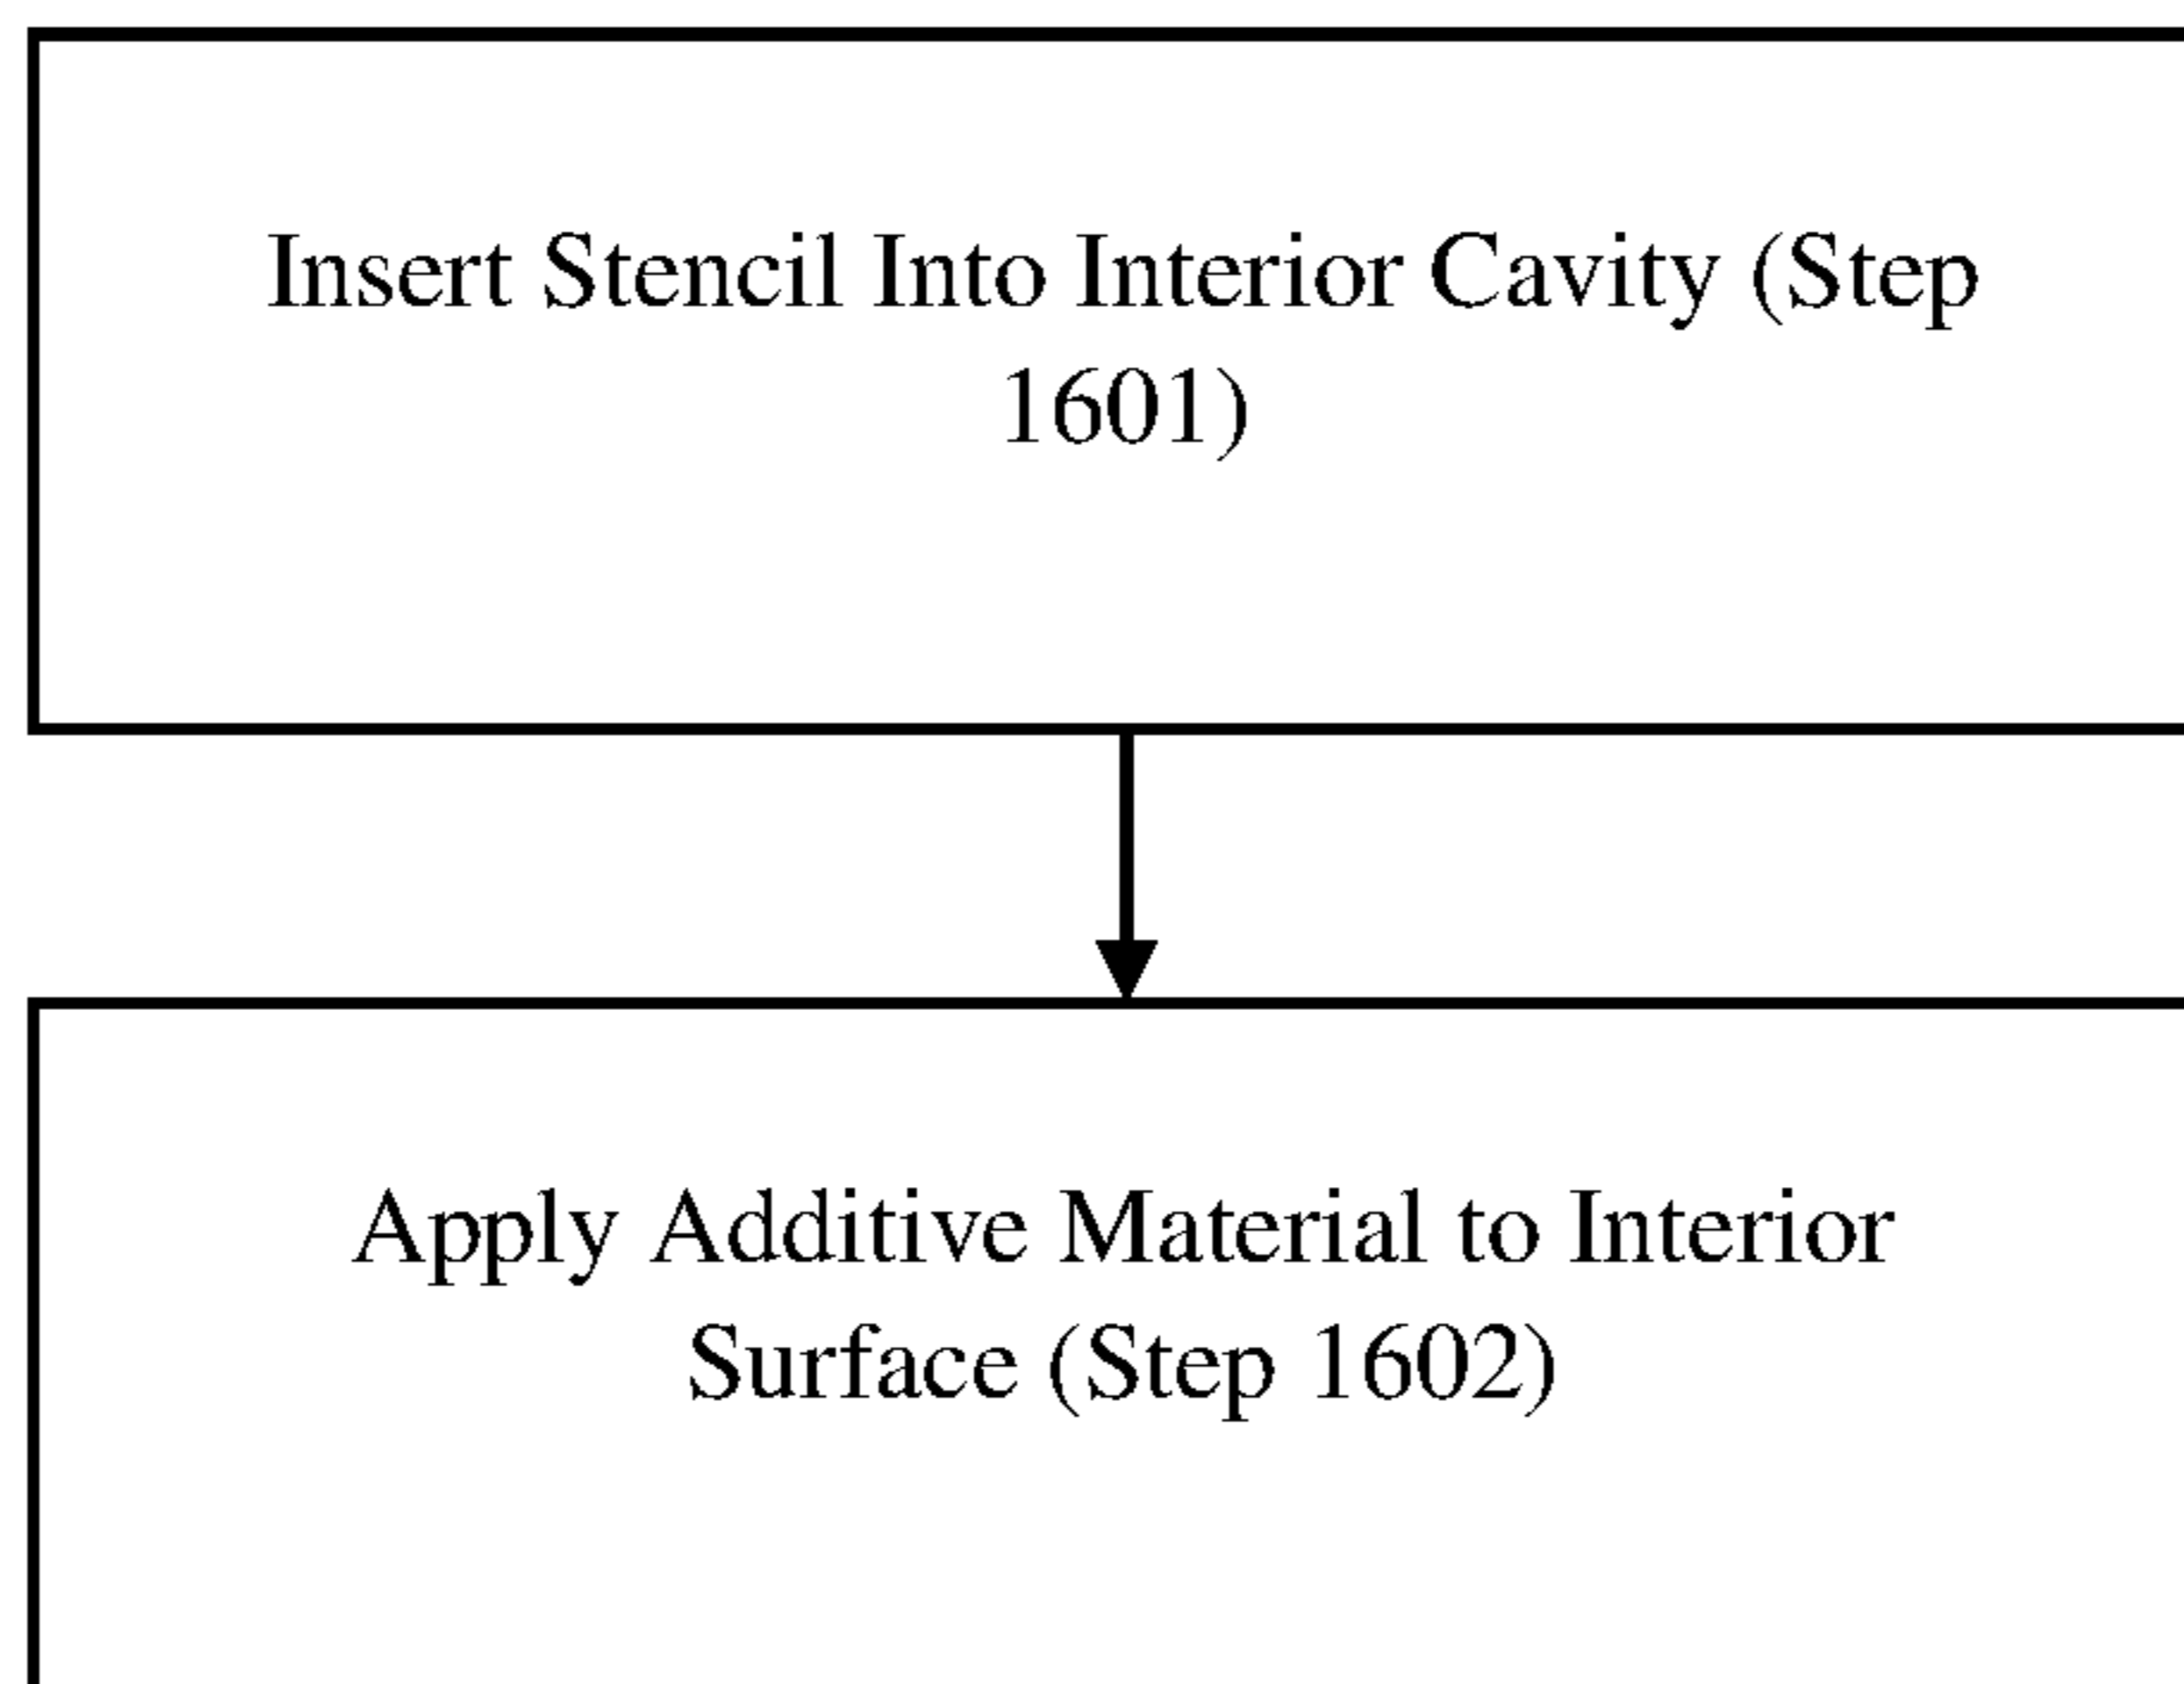 Insert Stencil Into Interior Cavity (Step
1601)
Apply Additive Material to Interior
Surface (Step 1602)